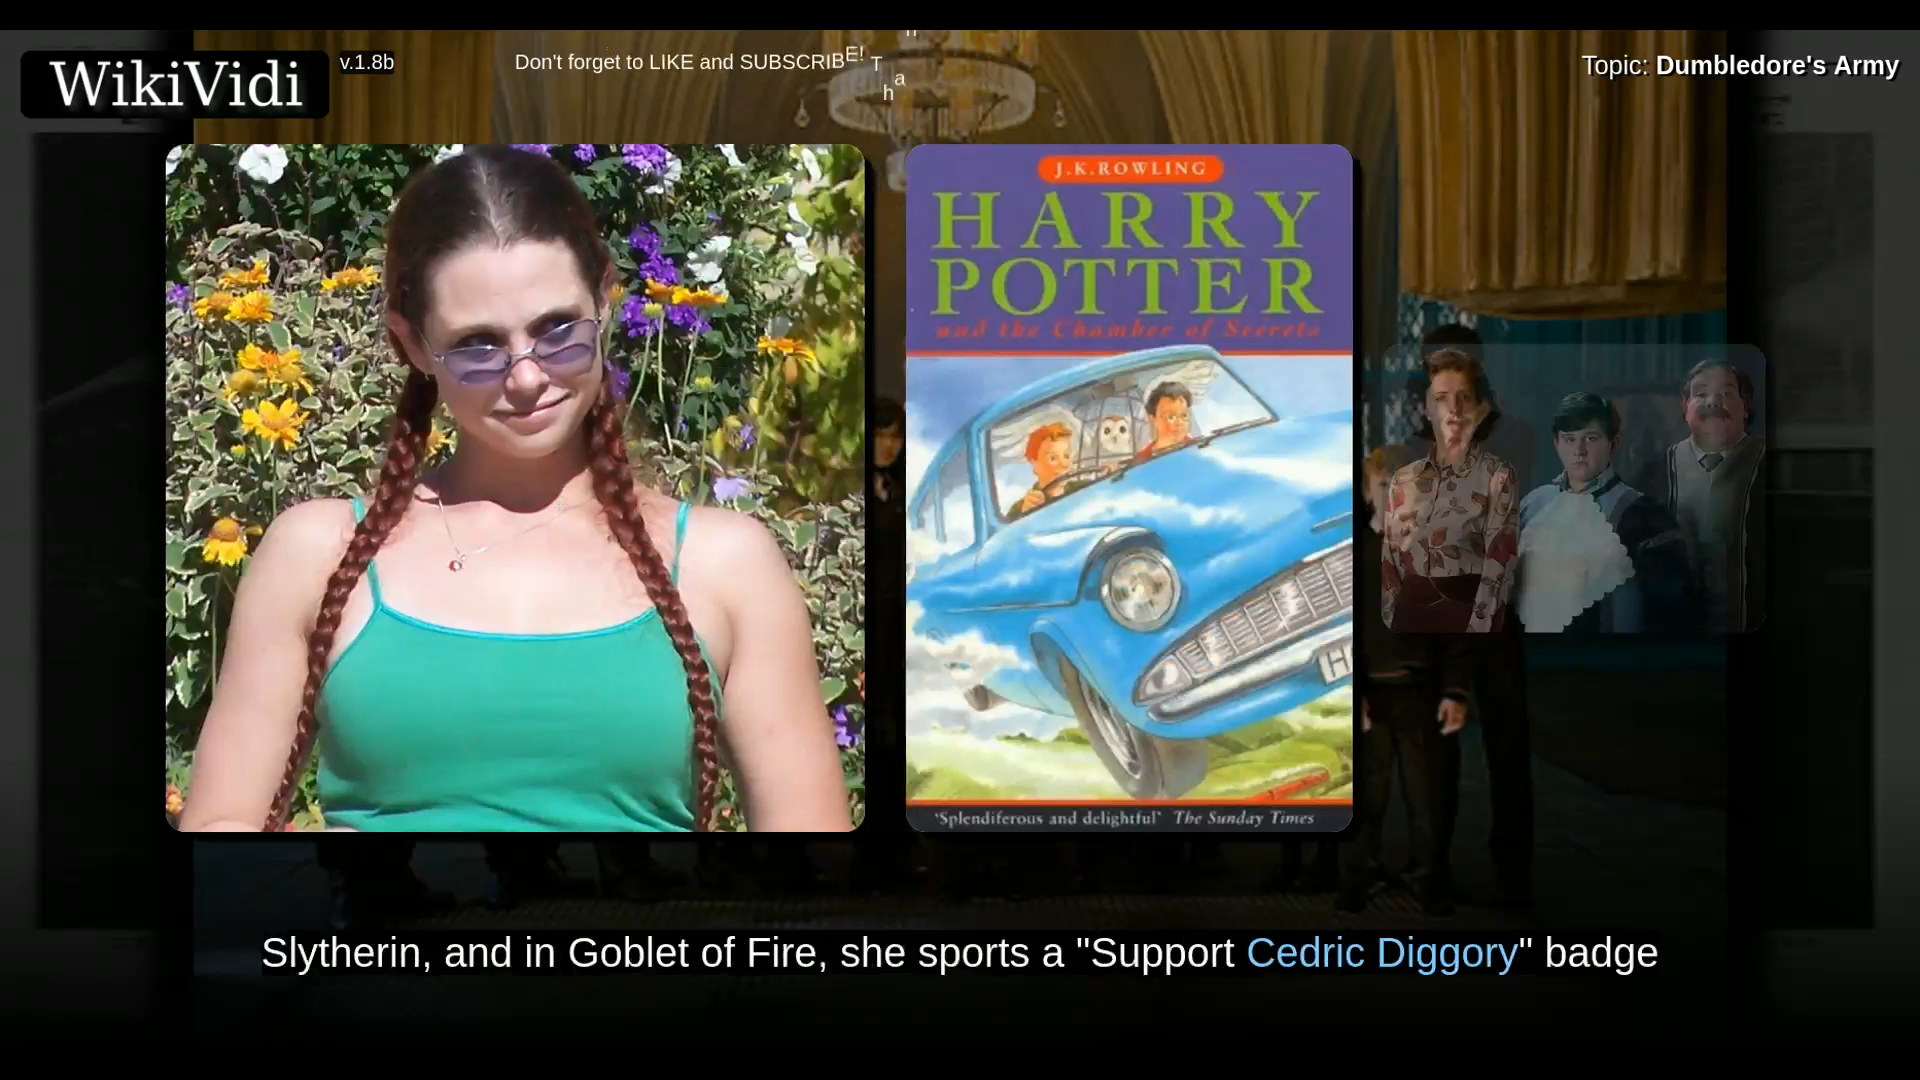 WikiVidi
v.1.8b
Don't forget to LIKE and SUBSCRIBE! Tha
Topic: Dumbledore's Army
J.K.ROWLING
HARRY
POTTER
and the Chamber of Secrets
H
'Splendiferous and delightful' The Sunday Times
Slytherin, and in Goblet of Fire, she sports a "Support Cedric Diggory" badge